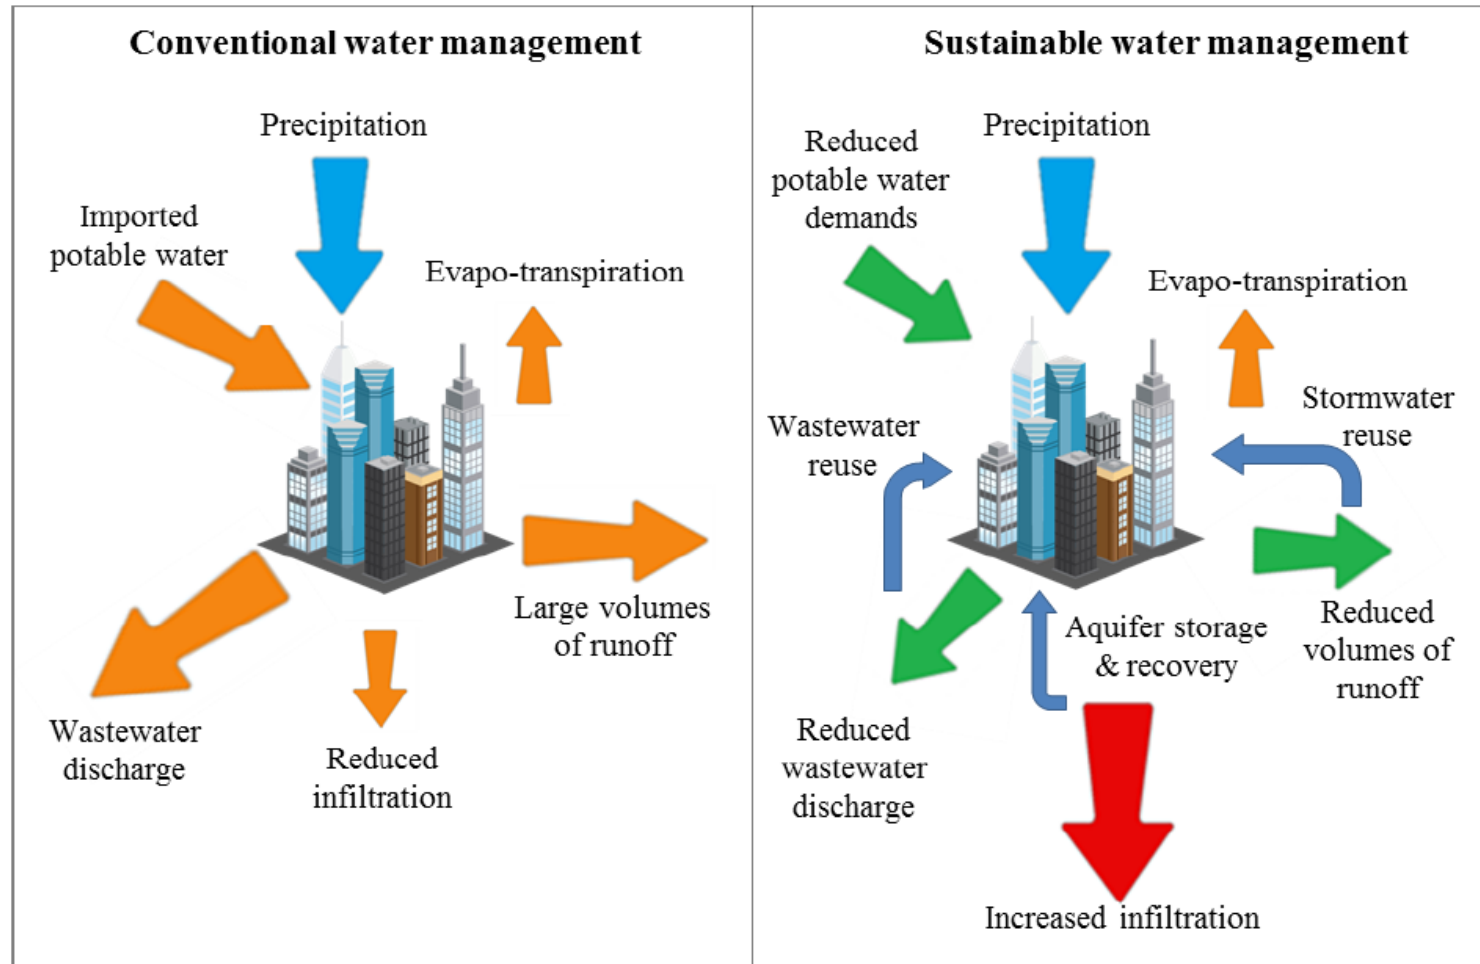 Conventional water management
Precipitation
Imported
potable water
Evapo-transpiration
Large volumes
of runoff
Wastewater
discharge
Reduced
infiltration
Sustainable water management
Reduced
potable water
demands
Precipitation
Evapo-transpiration
Wastewater
reuse
Stormwater
reuse
Aquifer storage
& recovery
Reduced
volumes of
runoff
Reduced
wastewater
discharge
Increased infiltration